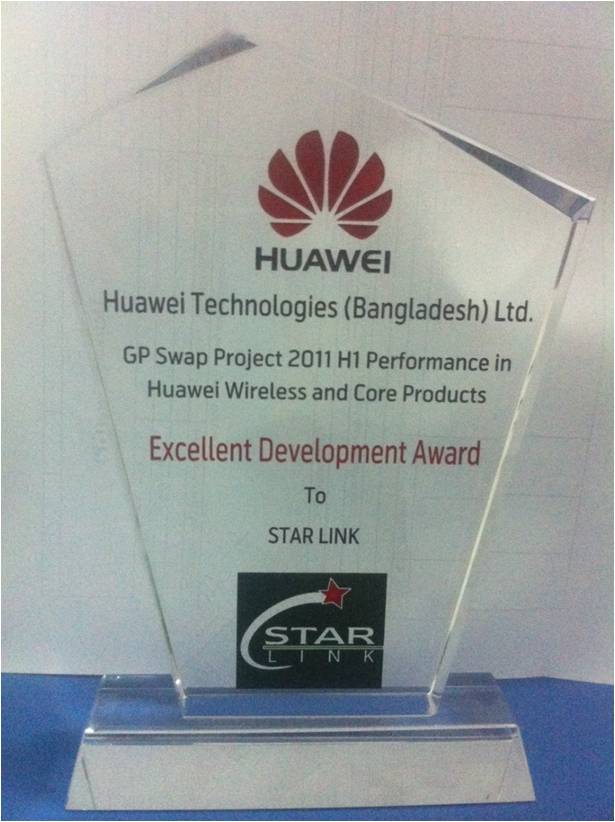 HUAWEI
Huawei Technologies (Bangladesh) Ltd.
GP Swap Project 2011 H1 Performance in
Huawei Wireless and Core Products
Excellent Development Award
To
STAR LINK
STAR
LINK